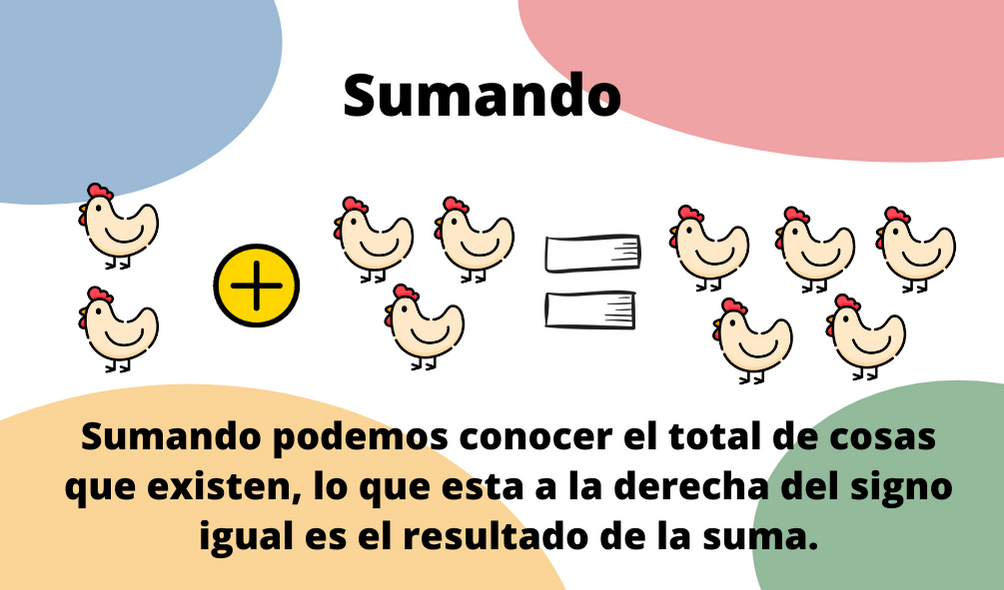 Sumando
Sumando podemos conocer el total de cosas
que existen, lo que esta a la derecha del signo
igual es el resultado de la suma.